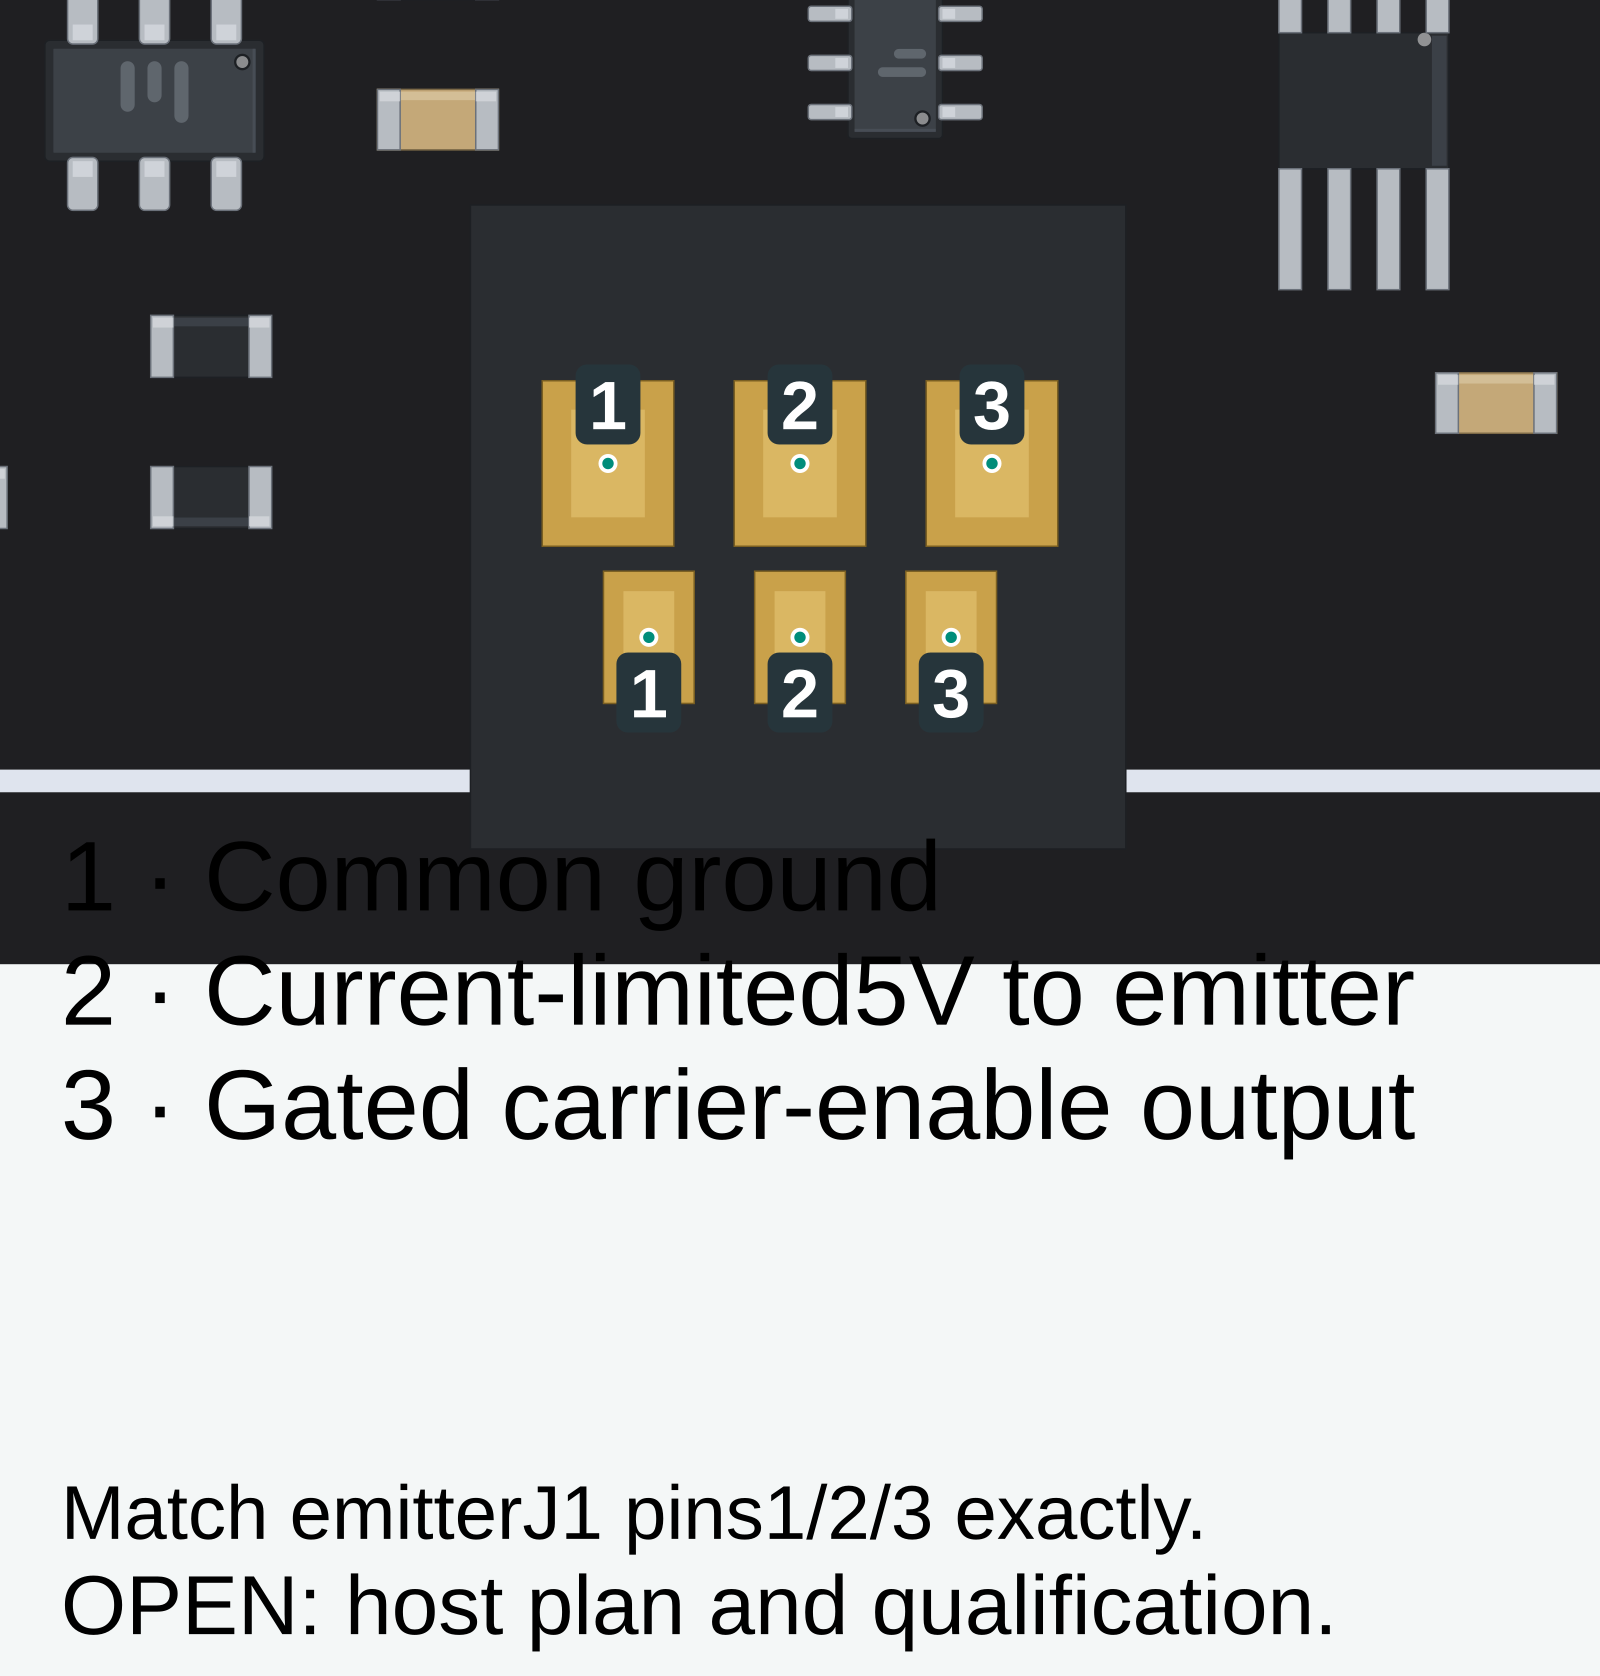 1 2 3
1 2 3
1 · Common ground
2 · Current-limited5V to emitter
3 · Gated carrier-enable output
Match emitterJ1 pins1/2/3 exactly.
OPEN: host plan and qualification.